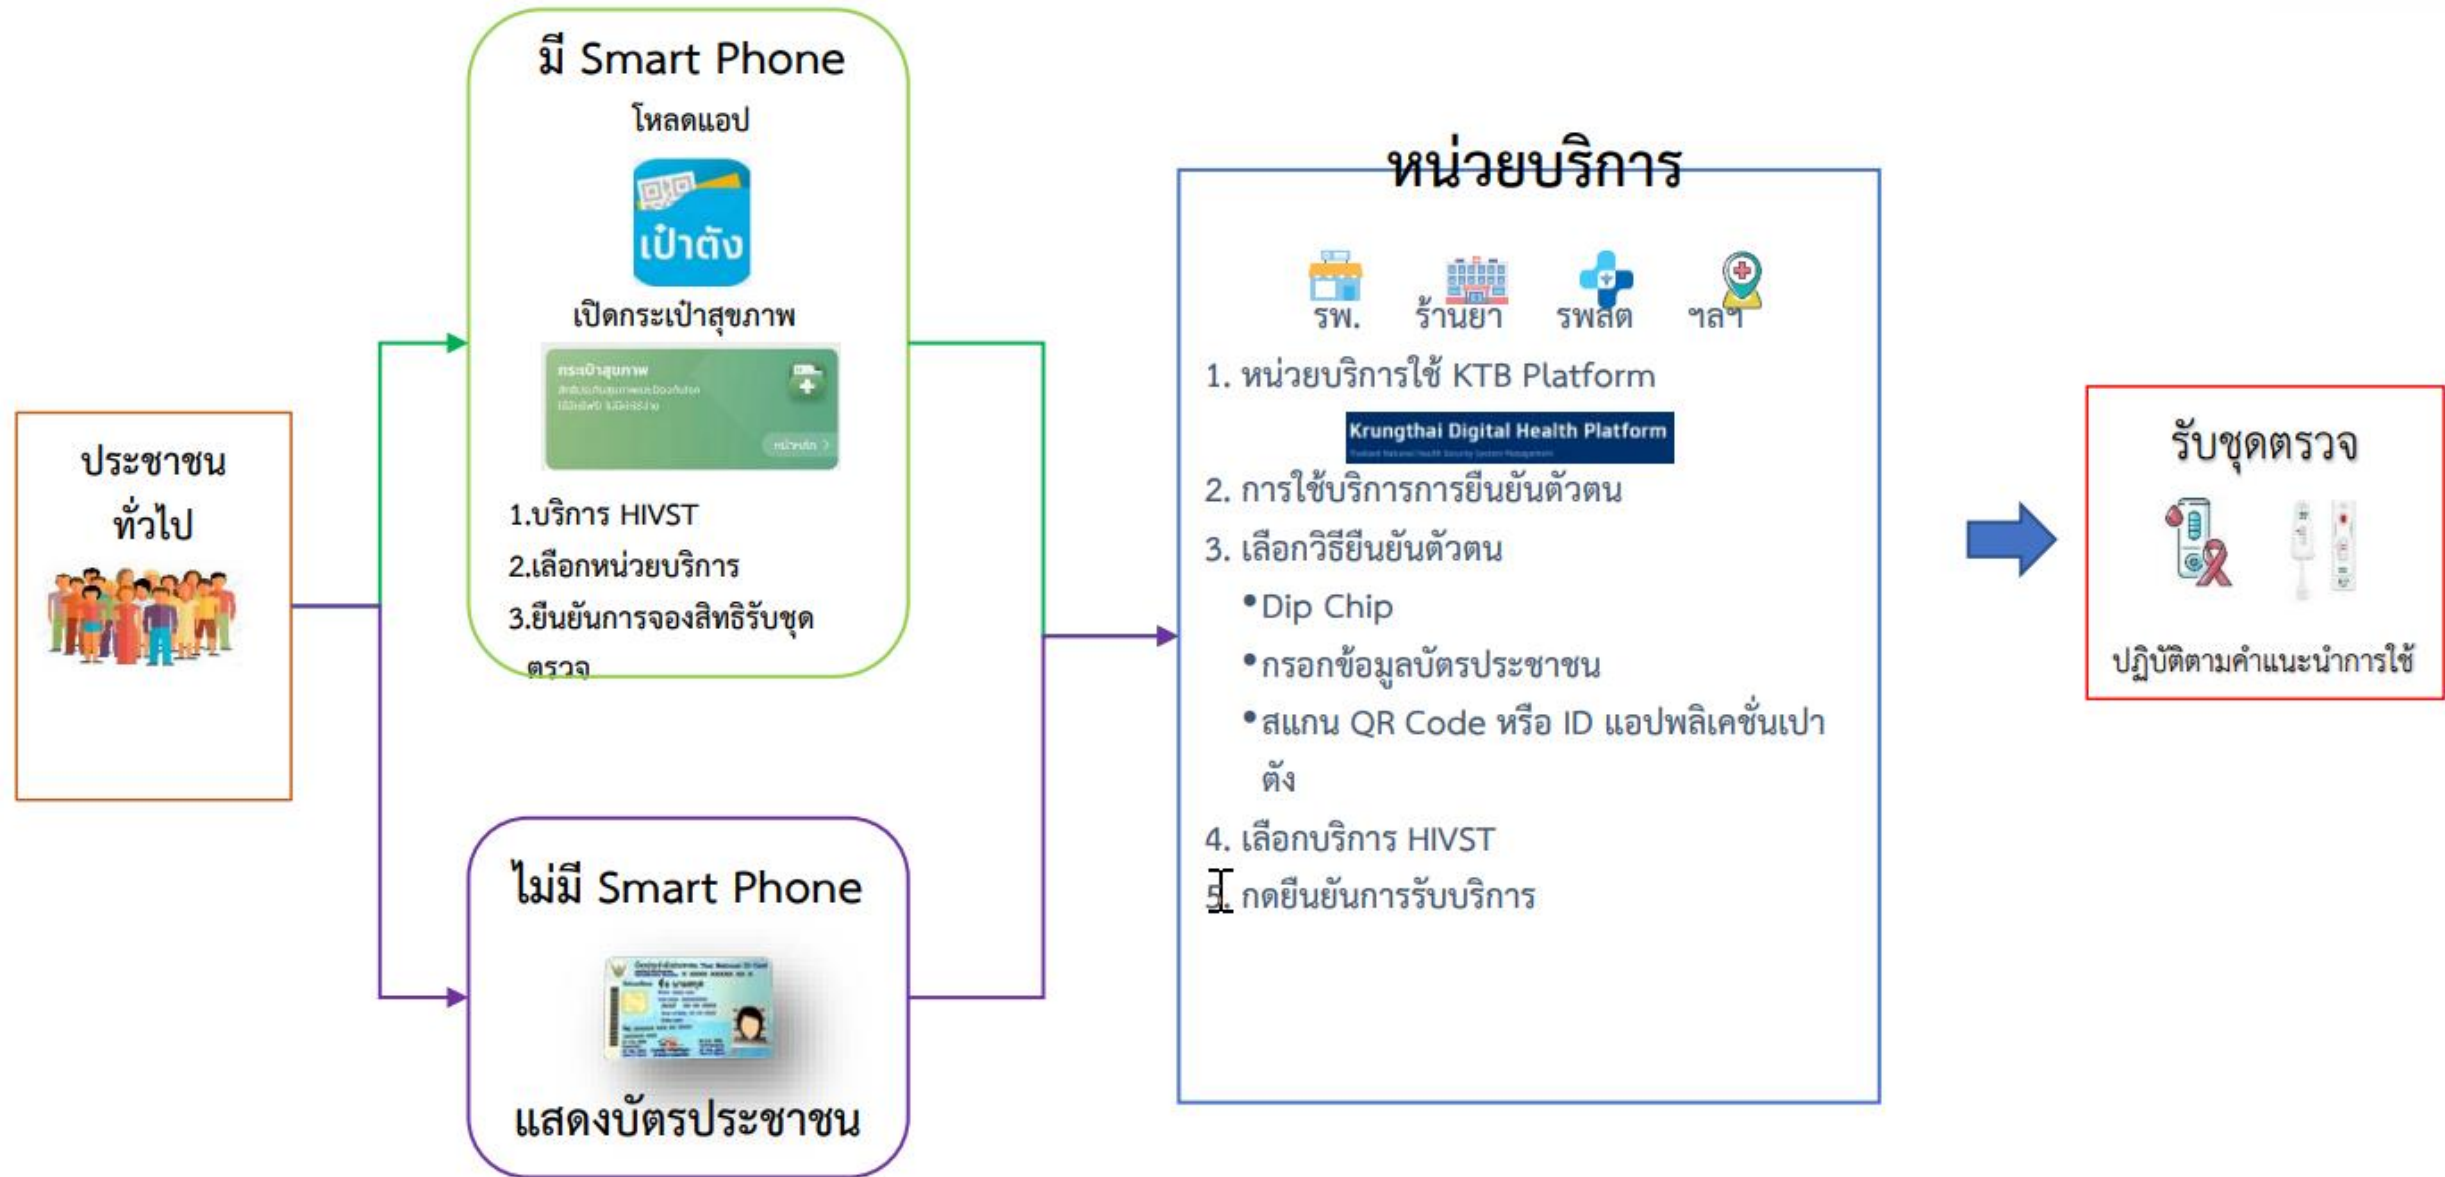 ประชาชน
ทั่วไป
มี Smart Phone
โหลดแอป
เป๋าตัง
เปิดกระเป๋าสุขภาพ
กระเป๋าสุขภาพ
หน้าหลัก >
1.บริการ HIVST
2.เลือกหน่วยบริการ
3.ยืนยันการจองสิทธิรับชุด
ตรวจ
ไม่มี Smart Phone
แสดงบัตรประชาชน
หน่วยบริการ
รพ. ร้านยา รพสต ฯลฯ
1. หน่วยบริการใช้ KTB Platform
Krungthai Digital Health Platform
2. การใช้บริการการยืนยันตัวตน
3. เลือกวิธียืนยันตัวตน
•Dip Chip
•กรอกข้อมูลบัตรประชาชน
•สแกน QR Code หรือ ID แอปพลิเคชั่นเปา
ตัง
4. เลือกบริการ HIVST
5. กดยืนยันการรับบริการ
รับชุดตรวจ
ปฏิบัติตามคำแนะนำการใช้